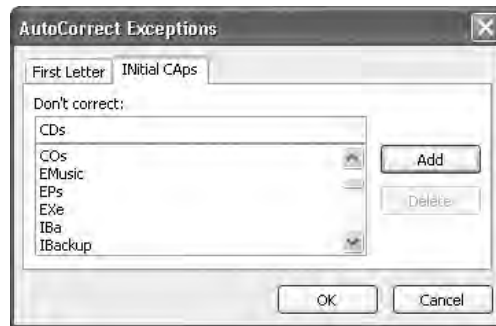 AutoCorrect Exceptions
First Letter INitial CAps
Don't correct:
CDs
COs
EMusic
EPs
EXe
IBa
IBackup
Add
Delete
OK Cancel